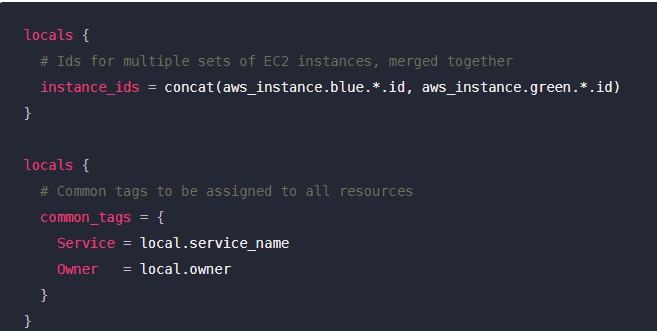 locals {
  # Ids for multiple sets of EC2 instances, merged together
  instance_ids = concat(aws_instance.blue.*.id, aws_instance.green.*.id)
}
locals {
  # Common tags to be assigned to all resources
  common_tags = {
    Service = local.service_name
    Owner   = local.owner
  }
}